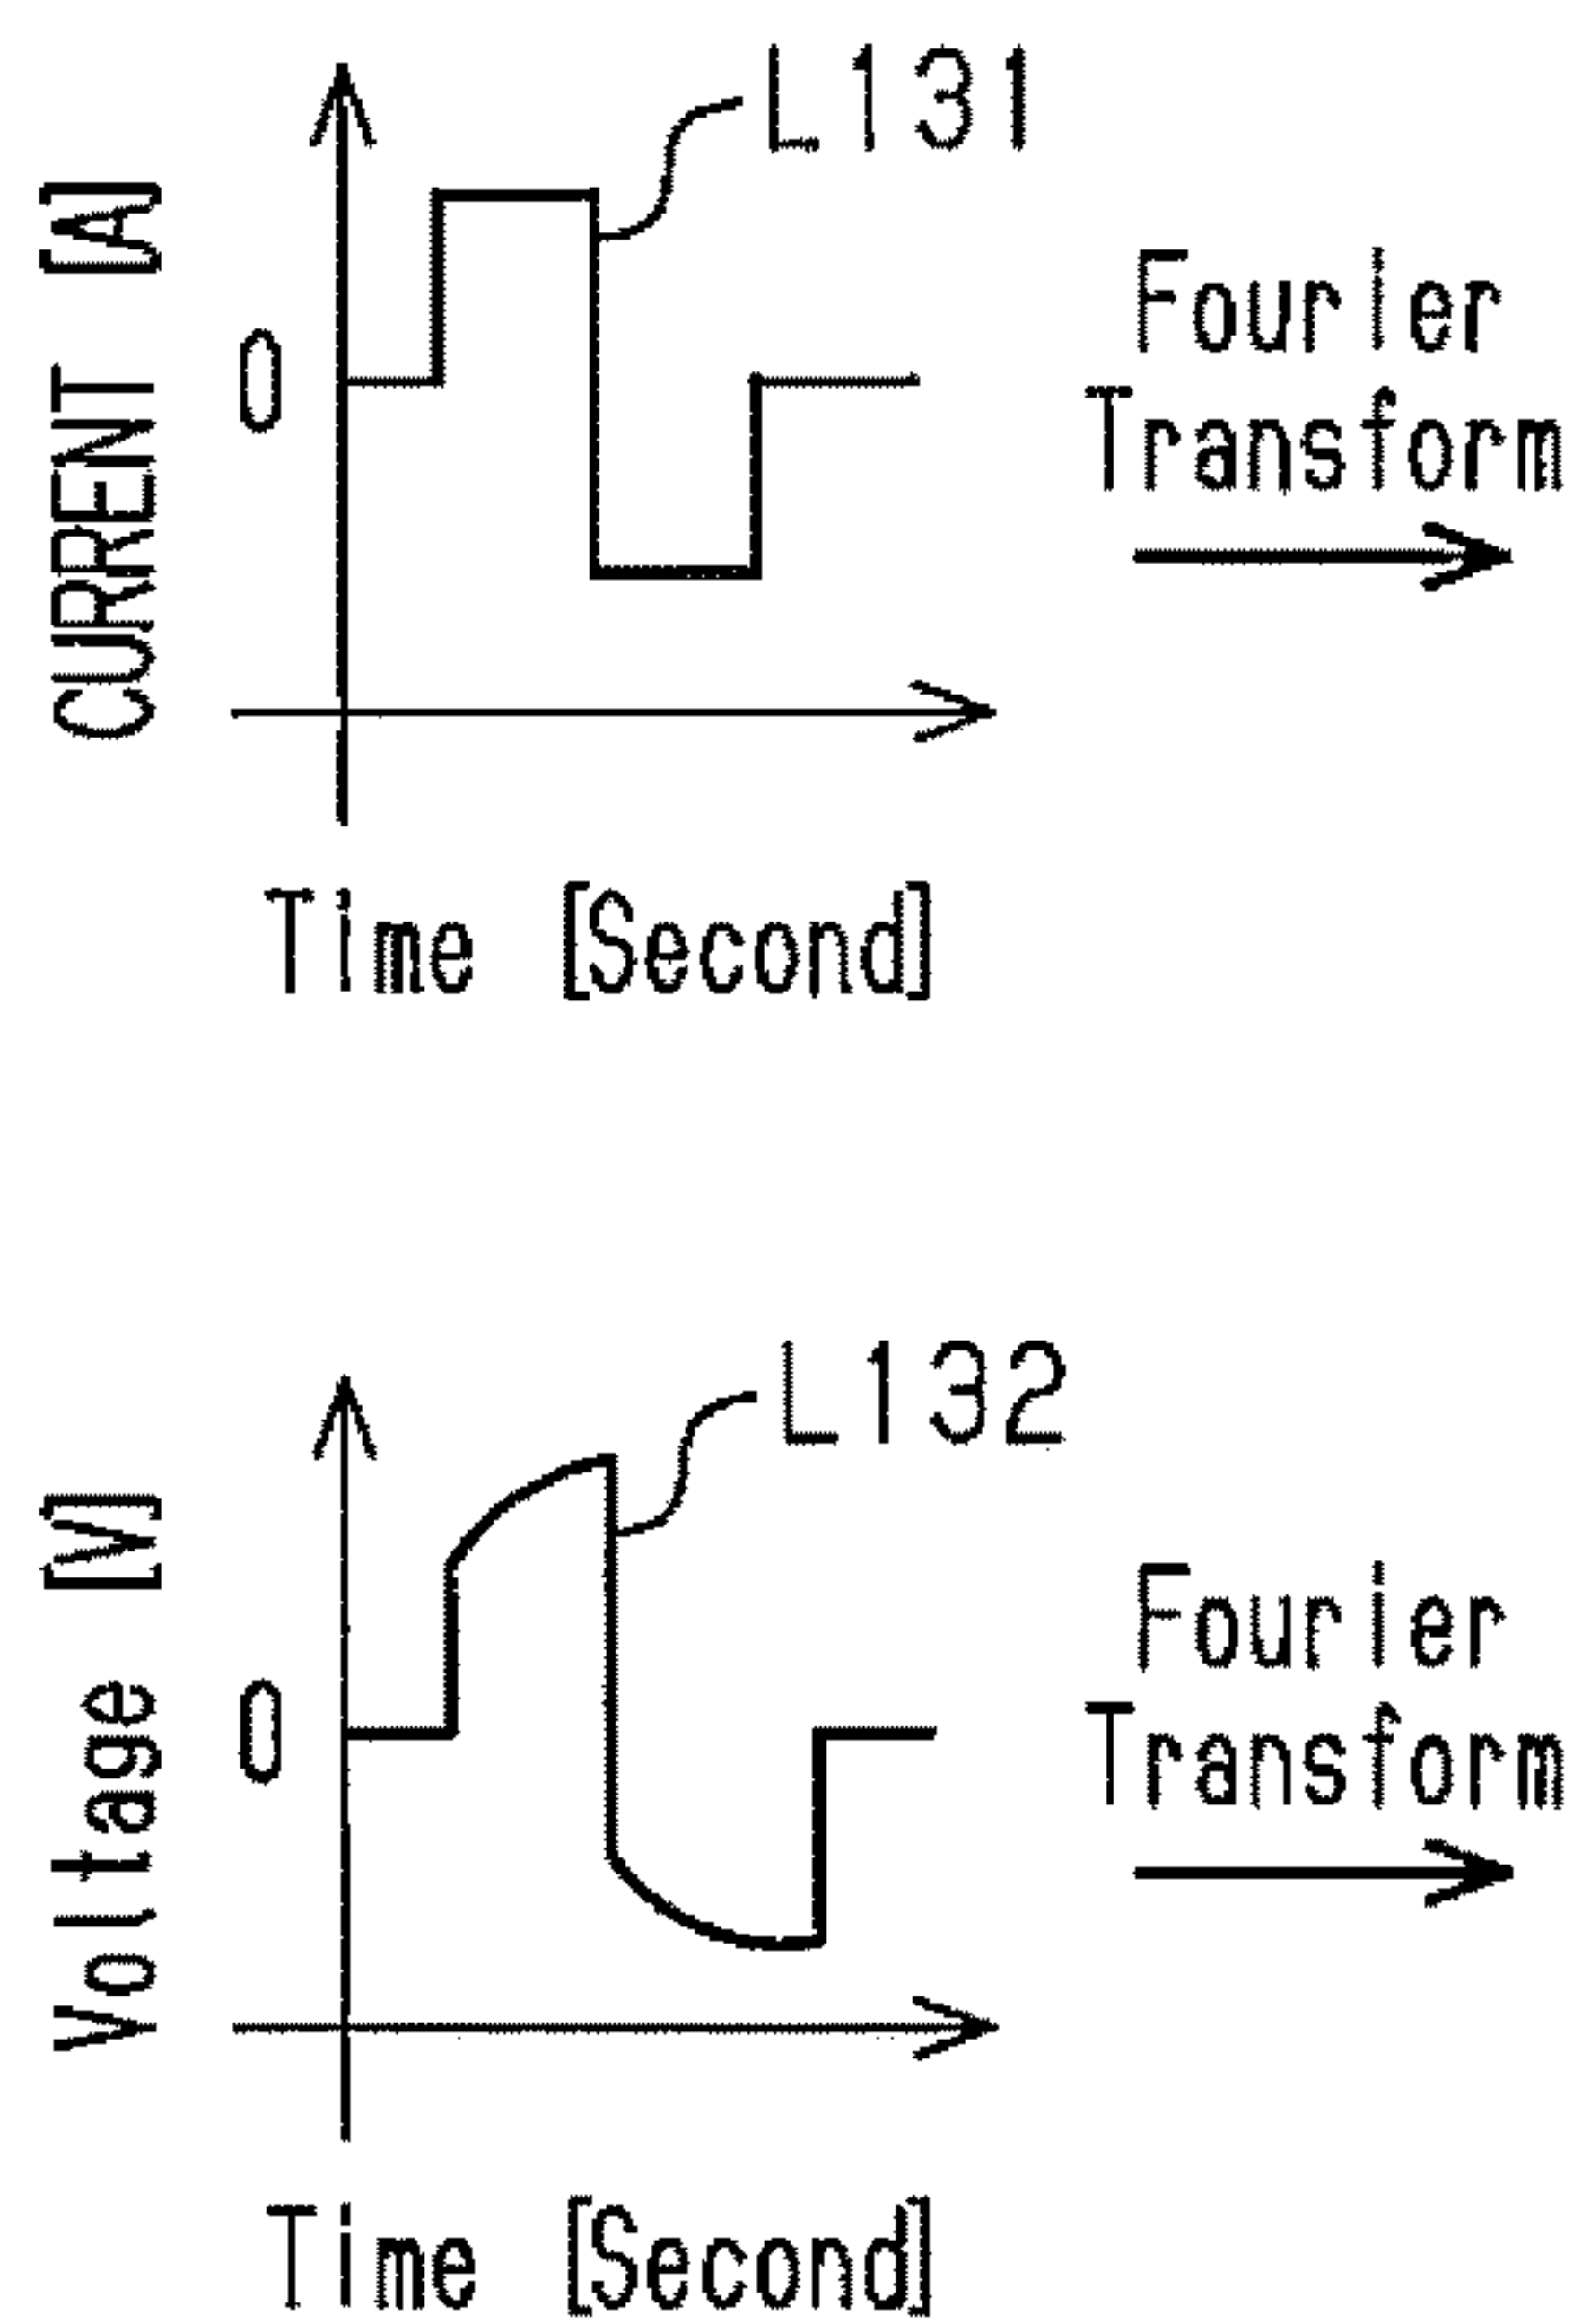 L131
CURRENT [A]
0
Fourier
Transform
Time [Second]
L132
Voltage [V]
0
Fourier
Transform
Time [Second]